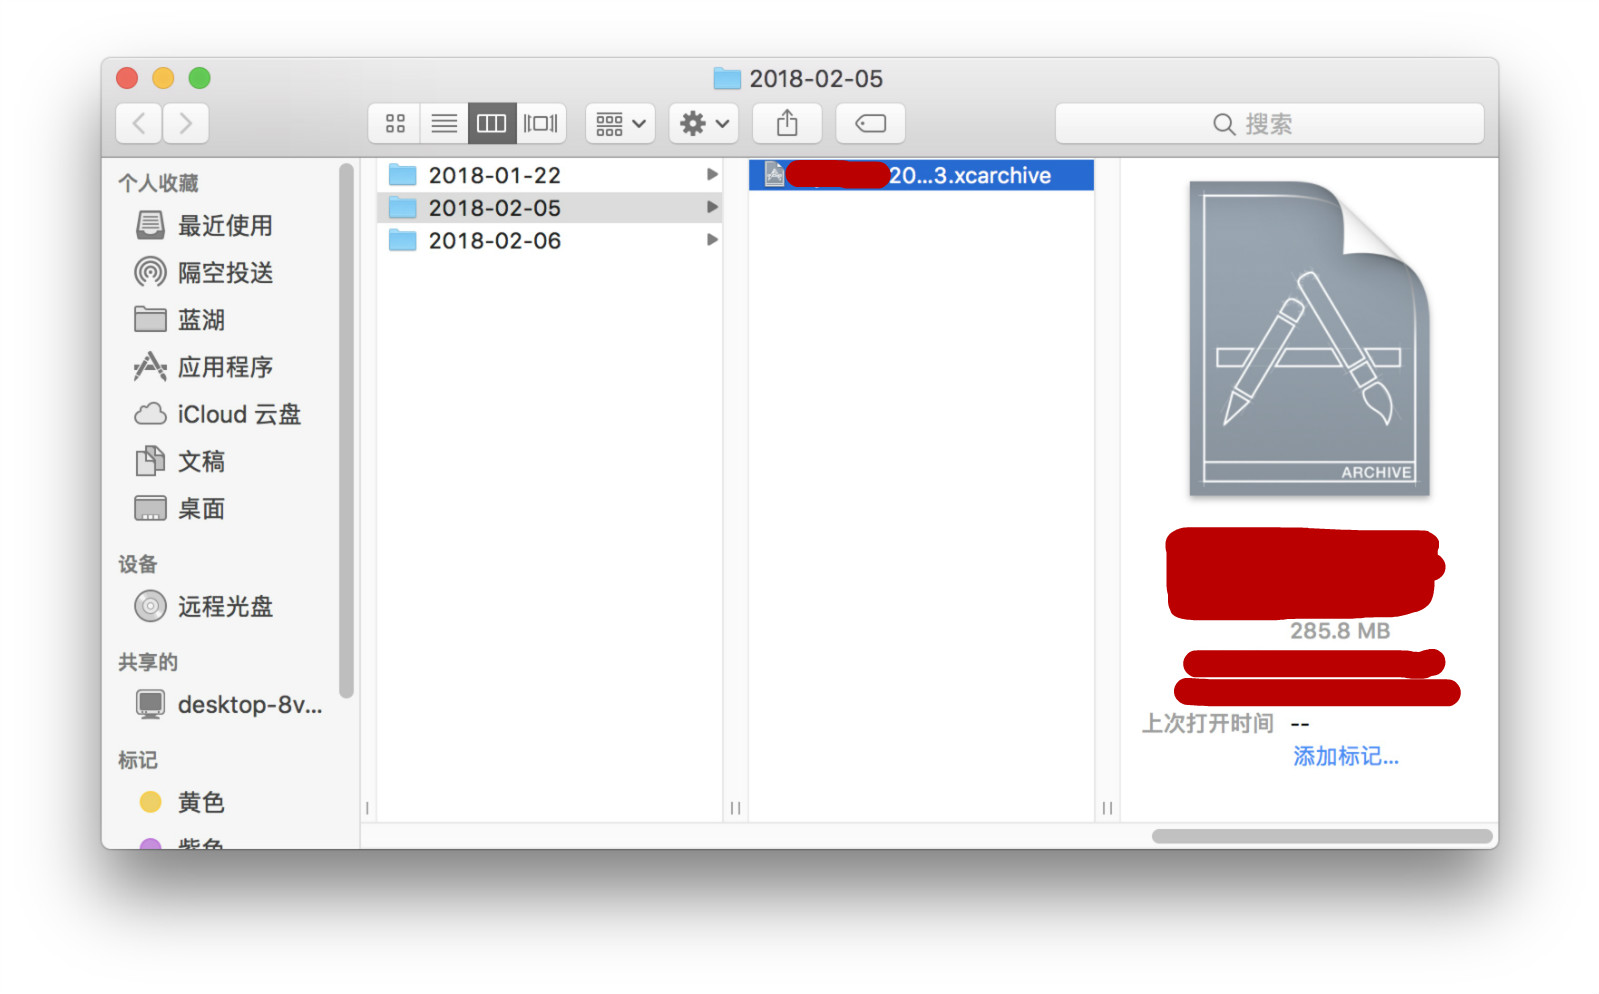 2018-02-05
搜索
个人收藏
最近使用
隔空投送
蓝湖
应用程序
iCloud 云盘
文稿
桌面
设备
远程光盘
共享的
desktop-8v...
标记
黄色
紫色
2018-01-22
2018-02-05
2018-02-06
20...3.xcarchive
ARCHIVE
285.8 MB
上次打开时间 --
添加标记...